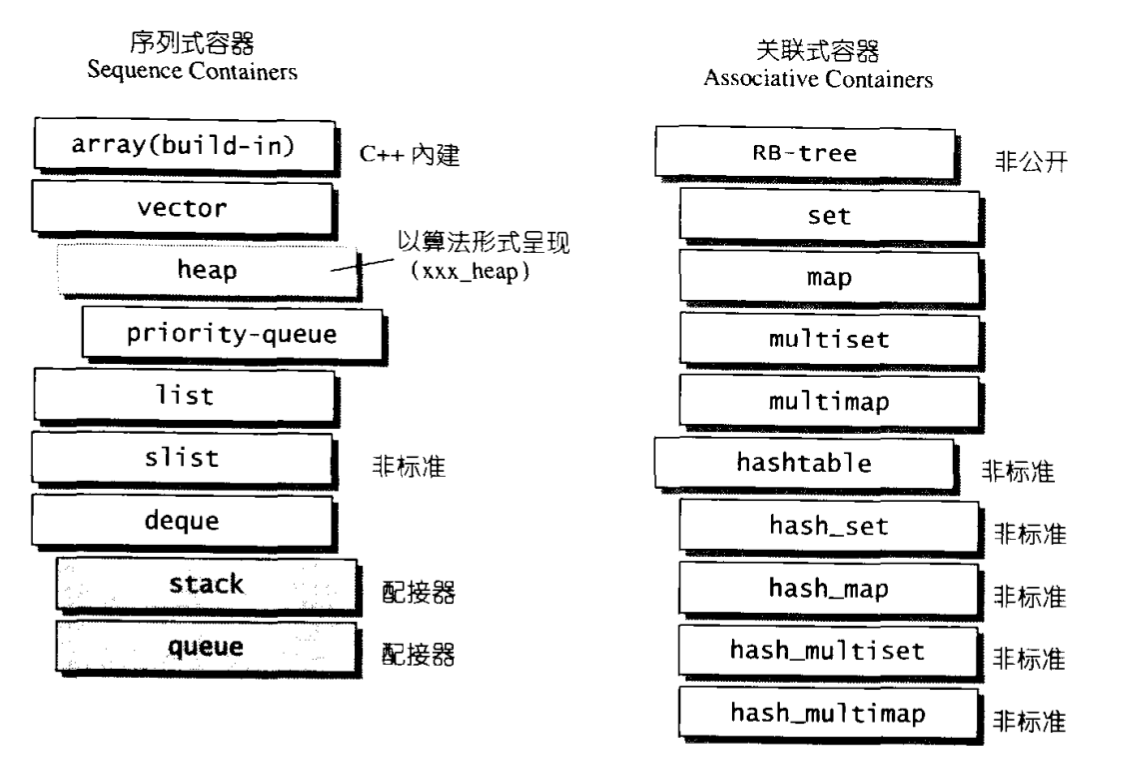 序列式容器
Sequence Containers
array(build-in)
C++ 内建
vector
heap
以算法形式呈现
（xxx_heap）
priority-queue
list
slist
非标准
deque
stack
配接器
queue
配接器
关联式容器
Associative Containers
RB-tree
非公开
set
map
multiset
multimap
hashtable
非标准
hash_set
非标准
hash_map
非标准
hash_multiset
非标准
hash_multimap
非标准